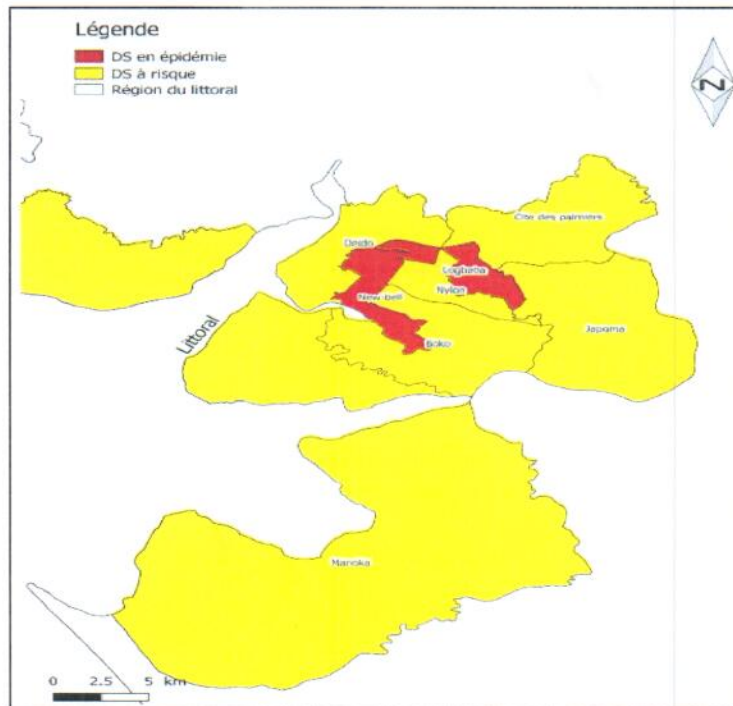 Légende
DS en épidémie
DS à risque
Région du littoral
N
Cité des palmiers
Deido
Logbaba
New-bell
Nylon
Littoral
Japoma
Boko
Manoka
0 2.5 5 km